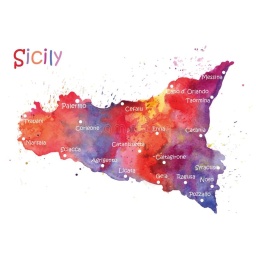 Sicily
Messina
Capo d'Orlando
Taormina
Palermo
Cefalù
Trapani
Corleone
Enna
Catania
Marsala
Caltanissetta
Sciacca
Agrigento
Caltagirone
Licata
Syracuse
Gela
Ragusa
Noto
Pozzallo